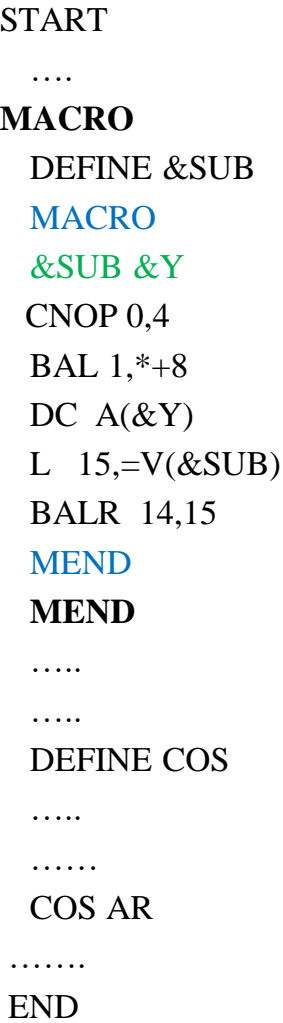 START
….
MACRO
DEFINE &SUB
MACRO
&SUB &Y
CNOP 0,4
BAL 1,*+8
DC A(&Y)
L 15,=V(&SUB)
BALR 14,15
MEND
MEND
…..
…..
DEFINE COS
…..
……
COS AR
…….
END